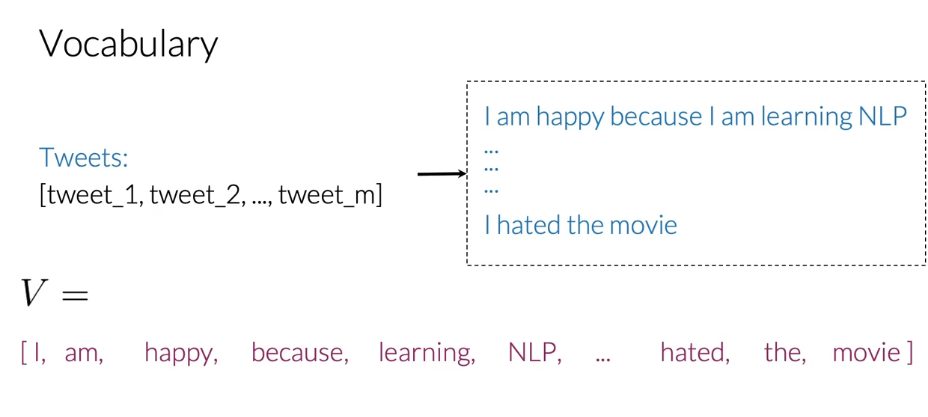 Vocabulary
Tweets:
[tweet_1, tweet_2, ..., tweet_m]
I am happy because I am learning NLP
...
...
...
I hated the movie
V =
[ I, am, happy, because, learning, NLP, ... hated, the, movie ]